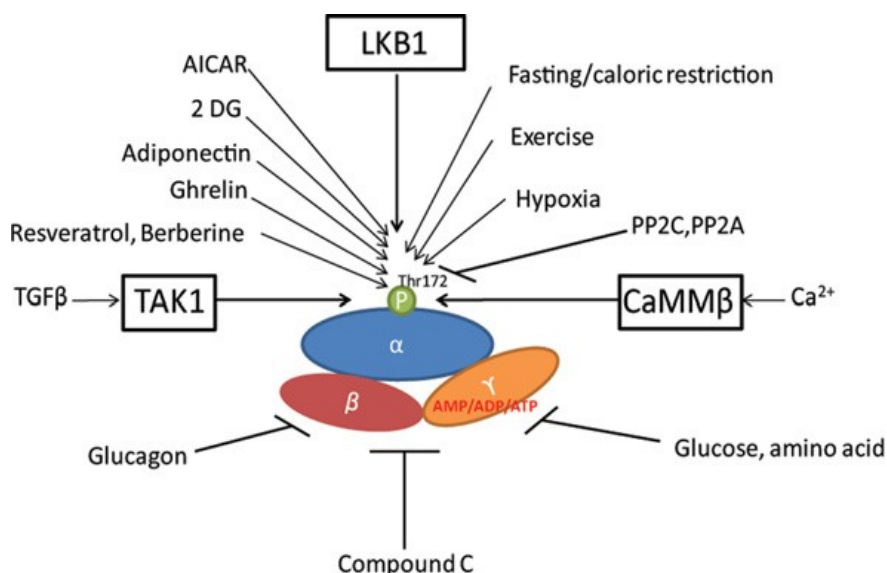 LKB1
AICAR
Fasting/caloric restriction
2 DG
Adiponectin
Exercise
Ghrelin
Hypoxia
Resveratrol, Berberine
PP2C,PP2A
Thr172
TGFβ
TAK1
P
CaMMβ
Ca²⁺
α
β
γ
AMP/ADP/ATP
Glucagon
Glucose, amino acid
Compound C